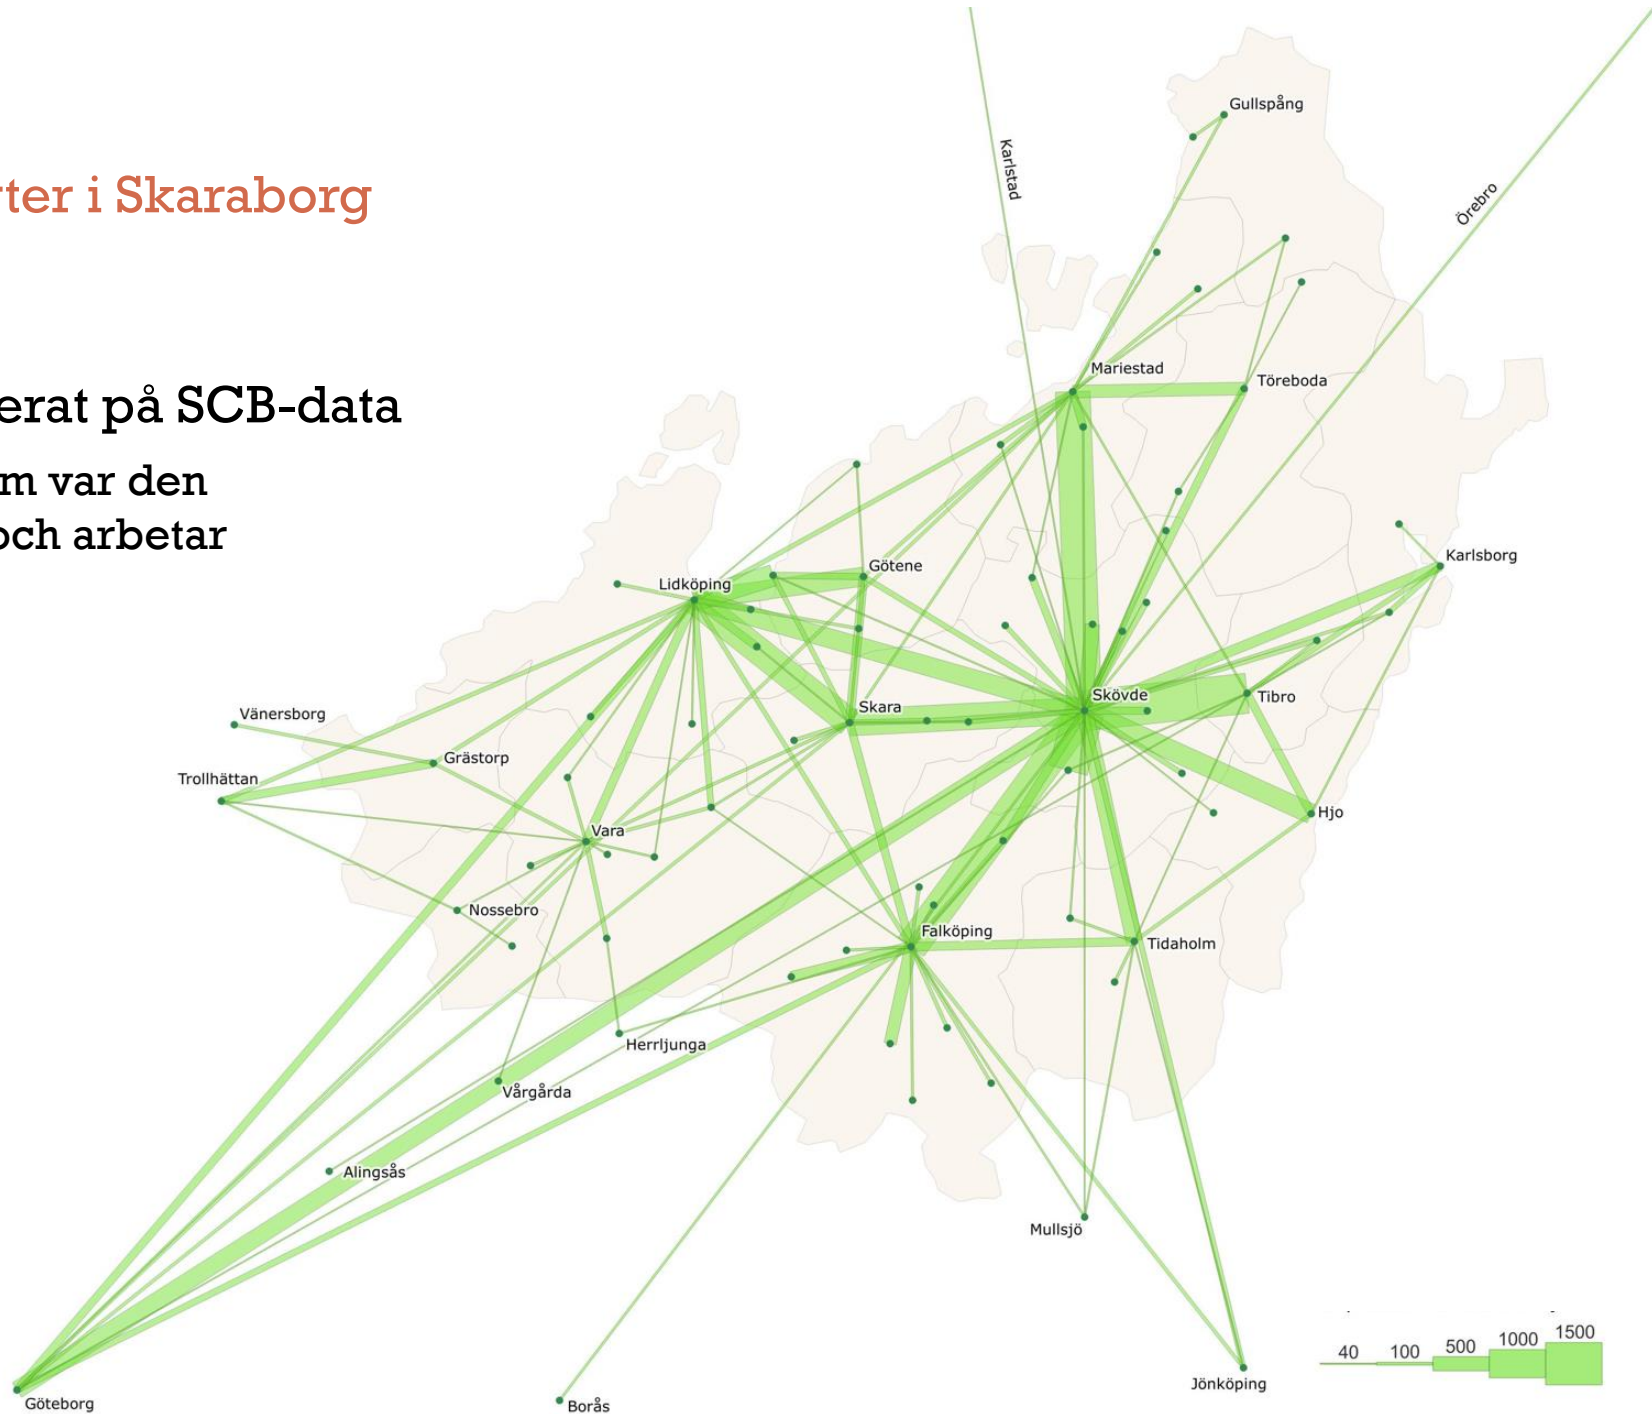 ter i Skaraborg
erat på SCB-data
m var den
och arbetar
Gullspång
Karlstad
Örebro
Mariestad
Töreboda
Karlsborg
Götene
Lidköping
Skövde
Tibro
Skara
Vänersborg
Grästorp
Trollhättan
Hjo
Vara
Nossebro
Falköping
Tidaholm
Herrljunga
Vårgårda
Alingsås
Mullsjö
Jönköping
Göteborg
Borås
40 100 500 1000 1500